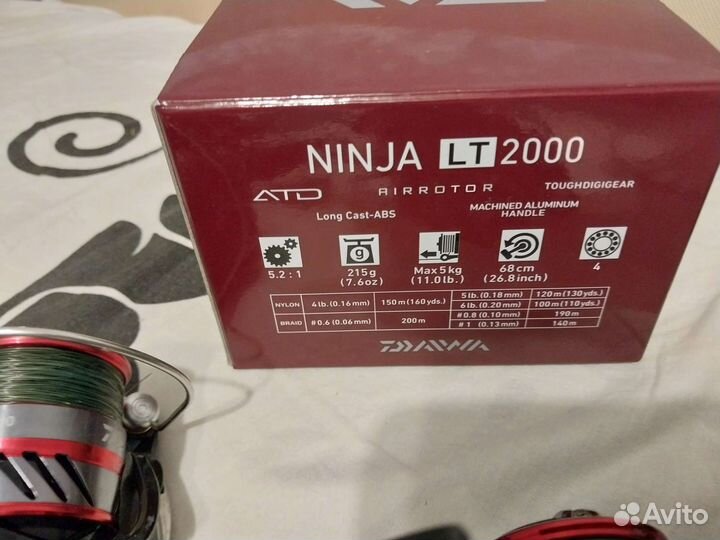 NINJA LT 2000
ATD AIRROTOR TOUGHDIGIGEAR
Long Cast-ABS MACHINED ALUMINUM
HANDLE
g
5.2 : 1 215g Max 5 kg 68 cm 4
(7.6oz) (11.0 lb.) (26.8 inch)
NYLON 4 lb. (0.16 mm) 150 m (160 yds.) 5 lb. (0.18 mm) 120 m (130 yds.)
6 lb. (0.20 mm) 100 m (110 yds.)
BRAID #0.6 (0.06 mm) 200 m #0.8 (0.10 mm) 190 m
#1 (0.13 mm) 140 m
DAIWA
Avito